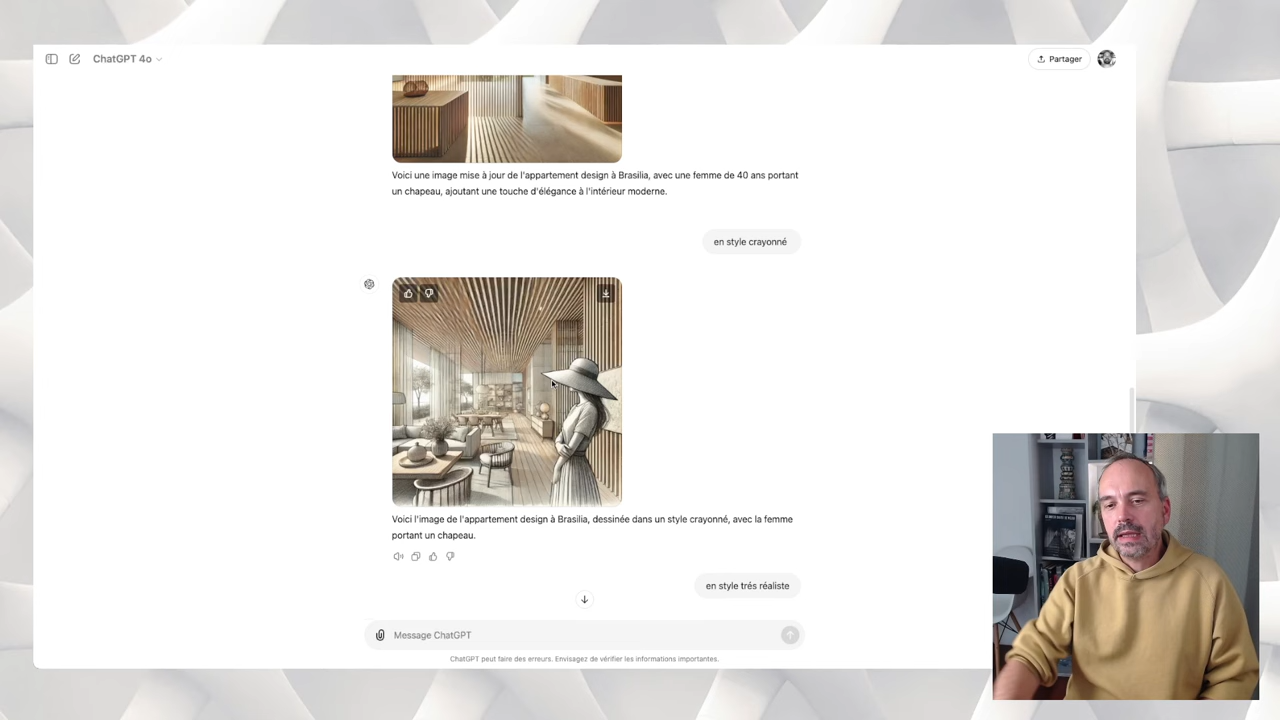 ChatGPT 4o
Partager
Voici une image mise à jour de l'appartement design à Brasilia, avec une femme de 40 ans portant
un chapeau, ajoutant une touche d'élégance à l'intérieur moderne.
en style crayonné
Voici l'image de l'appartement design à Brasilia, dessinée dans un style crayonné, avec la femme
portant un chapeau.
en style trés réaliste
Message ChatGPT
ChatGPT peut faire des erreurs. Envisagez de vérifier les informations importantes.